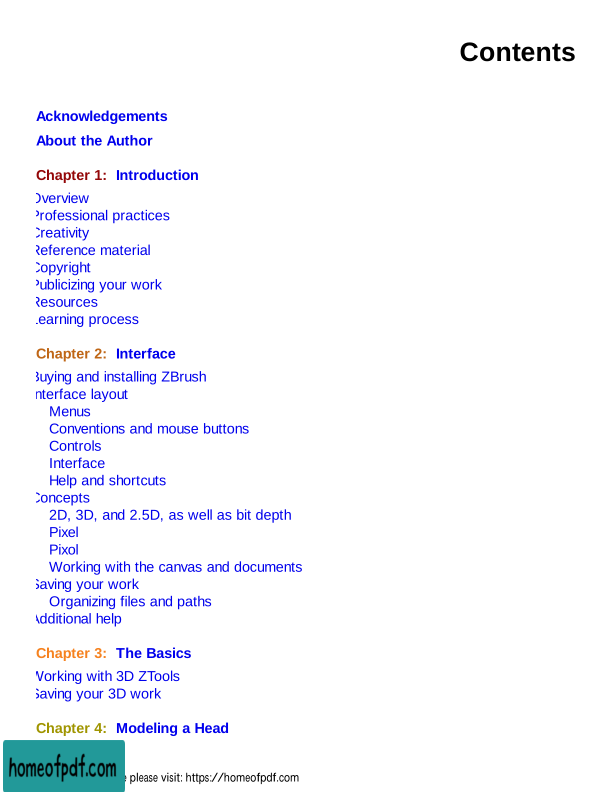 Contents
Acknowledgements
About the Author
Chapter 1: Introduction
Overview
Professional practices
Creativity
Reference material
Copyright
Publicizing your work
Resources
Learning process
Chapter 2: Interface
Buying and installing ZBrush
Interface layout
Menus
Conventions and mouse buttons
Controls
Interface
Help and shortcuts
Concepts
2D, 3D, and 2.5D, as well as bit depth
Pixel
Pixol
Working with the canvas and documents
Saving your work
Organizing files and paths
Additional help
Chapter 3: The Basics
Working with 3D ZTools
Saving your 3D work
Chapter 4: Modeling a Head
homeofpdf.com
please visit: https://homeofpdf.com